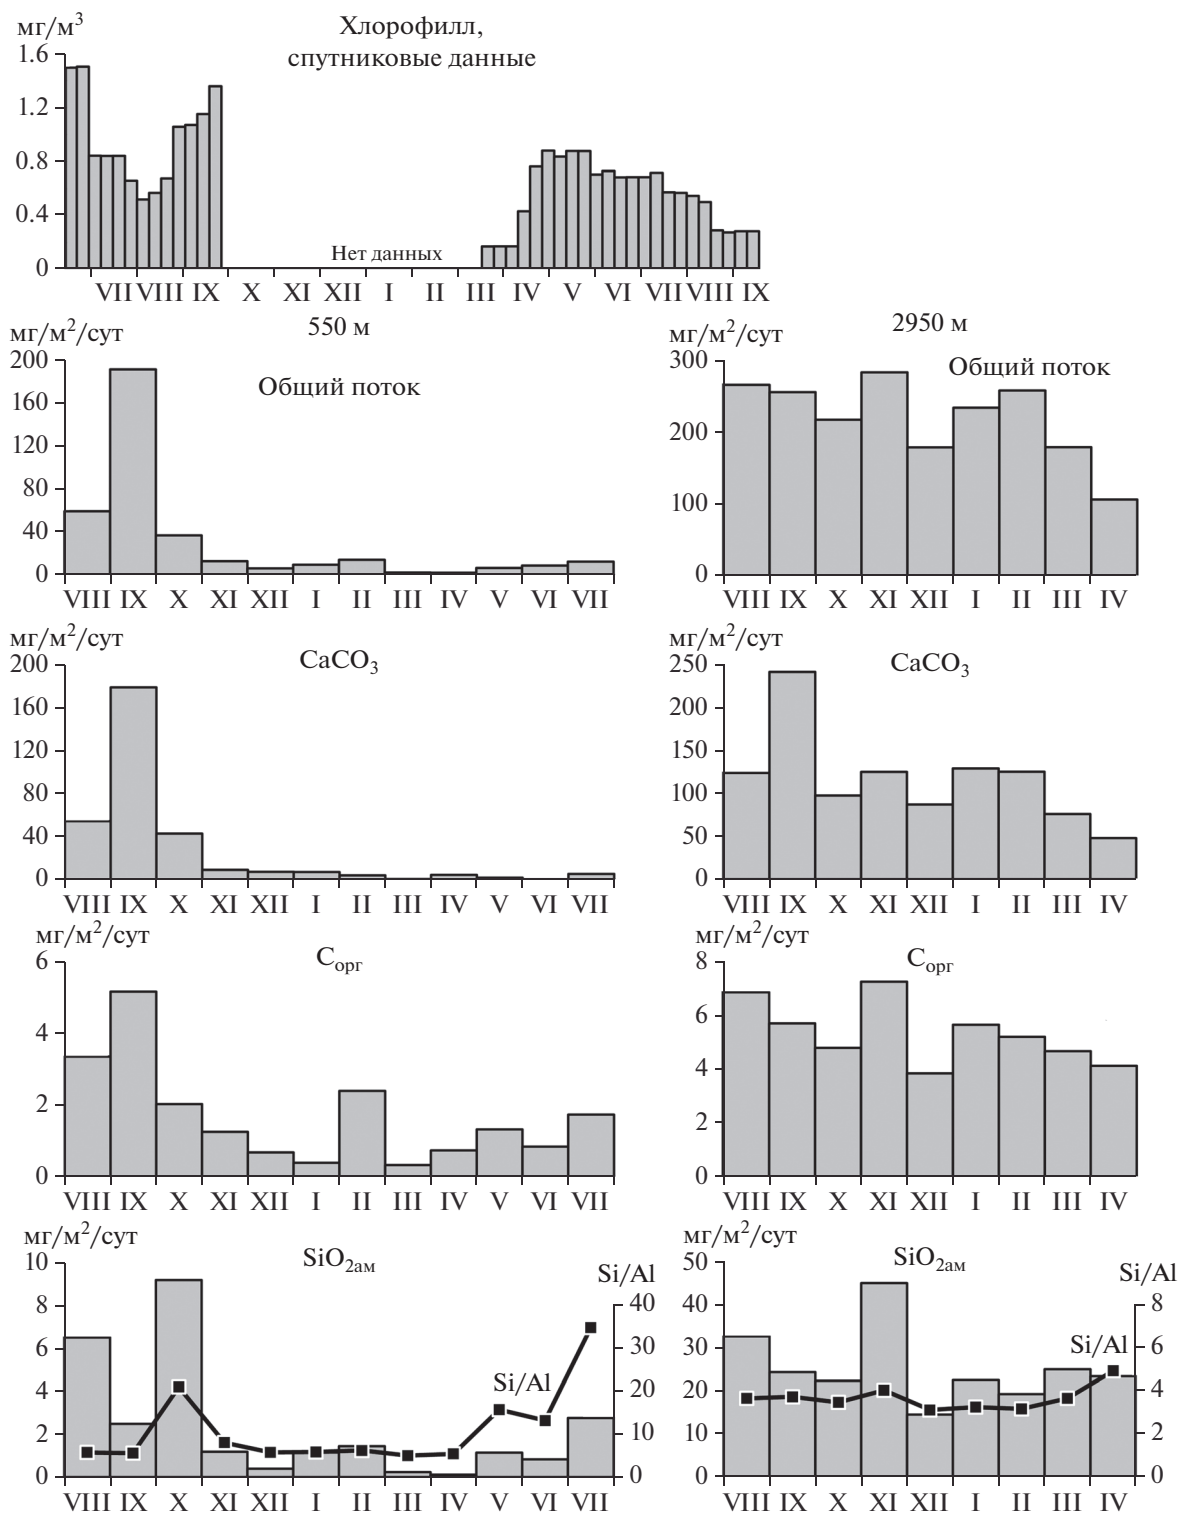 мг/м³
Хлорофилл,
спутниковые данные
1.6
1.2
0.8
0.4
0
Нет данных
VII VIII IX X XI XII I II III IV V VI VII VIII IX
550 м
мг/м²/сут
Общий поток
200
160
120
80
40
0
VIII IX X XI XII I II III IV V VI VII
2950 м
мг/м²/сут
Общий поток
300
200
100
0
VIII IX X XI XII I II III IV
мг/м²/сут
CaCO₃
200
160
120
80
40
0
VIII IX X XI XII I II III IV V VI VII
мг/м²/сут
CaCO₃
250
200
150
100
50
0
VIII IX X XI XII I II III IV
мг/м²/сут
Cорг
6
4
2
0
VIII IX X XI XII I II III IV V VI VII
мг/м²/сут
Cорг
8
6
4
2
0
VIII IX X XI XII I II III IV
мг/м²/сут
SiO₂ам
10
8
6
4
2
0
Si/Al
40
30
20
10
0
Si/Al
VIII IX X XI XII I II III IV V VI VII
мг/м²/сут
SiO₂ам
50
40
30
20
10
0
Si/Al
8
6
4
2
0
Si/Al
VIII IX X XI XII I II III IV